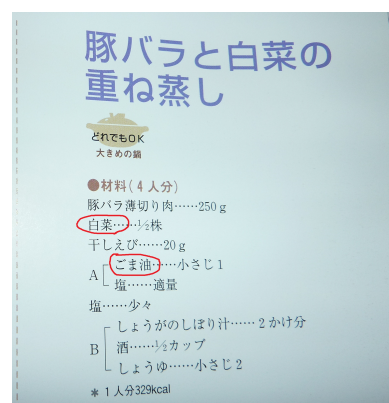 豚バラと白菜の
重ね蒸し
どれでもOK
大きめの鍋
●材料(4人分)
豚バラ薄切り肉……250g
白菜……½株
干しえび……20g
A
ごま油……小さじ1
塩……適量
塩……少々
B
しょうがのしぼり汁……2かけ分
酒……½カップ
しょうゆ……小さじ2
＊1人分329kcal